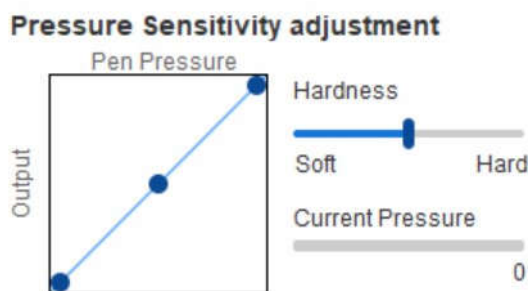 Pressure Sensitivity adjustment
Pen Pressure
Output
Hardness
Soft Hard
Current Pressure
0